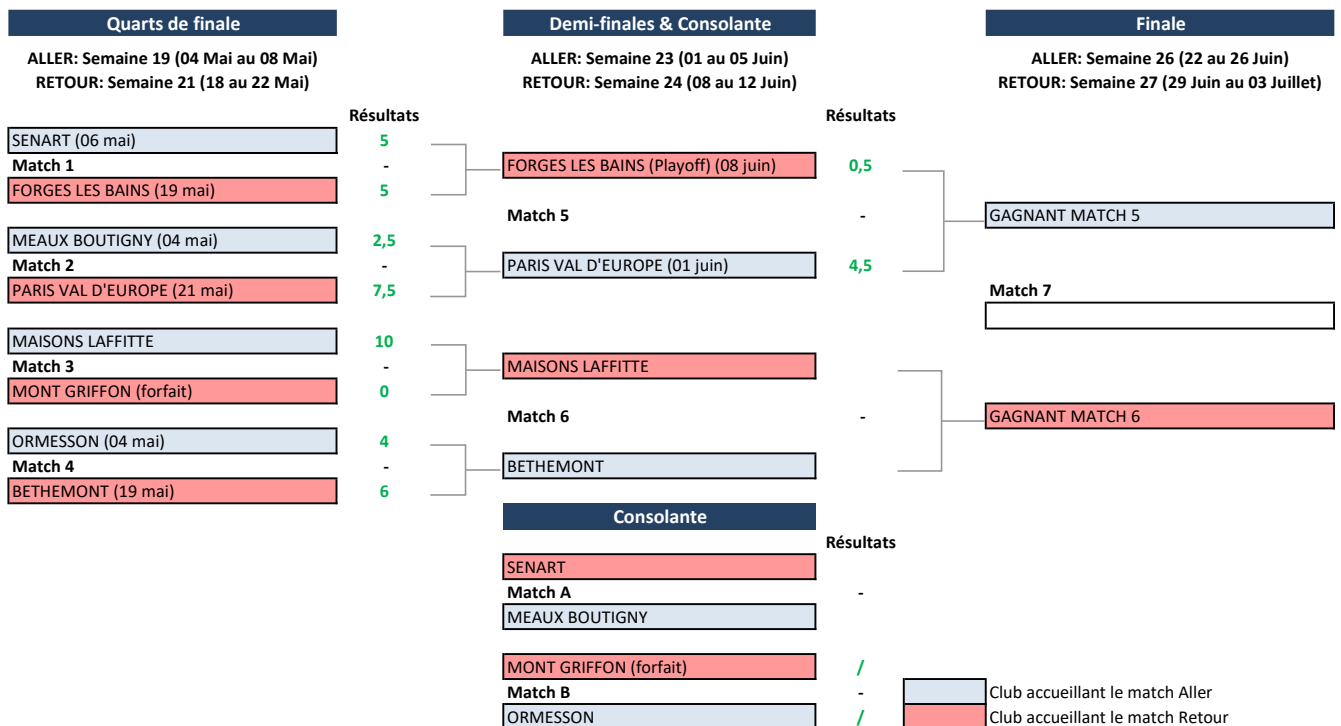 Quarts de finale
Demi-finales & Consolante
Finale
ALLER: Semaine 19 (04 Mai au 08 Mai)
RETOUR: Semaine 21 (18 au 22 Mai)
ALLER: Semaine 23 (01 au 05 Juin)
RETOUR: Semaine 24 (08 au 12 Juin)
ALLER: Semaine 26 (22 au 26 Juin)
RETOUR: Semaine 27 (29 Juin au 03 Juillet)
Résultats
SENART (06 mai) 5
Match 1 -
FORGES LES BAINS (19 mai) 5
MEAUX BOUTIGNY (04 mai) 2,5
Match 2 -
PARIS VAL D'EUROPE (21 mai) 7,5
MAISONS LAFFITTE 10
Match 3 -
MONT GRIFFON (forfait) 0
ORMESSON (04 mai) 4
Match 4 -
BETHEMONT (19 mai) 6
Résultats
FORGES LES BAINS (Playoff) (08 juin) 0,5
Match 5 -
PARIS VAL D'EUROPE (01 juin) 4,5
MAISONS LAFFITTE
Match 6 -
BETHEMONT
GAGNANT MATCH 5
Match 7
GAGNANT MATCH 6
Consolante
Résultats
SENART
Match A -
MEAUX BOUTIGNY
MONT GRIFFON (forfait) /
Match B -
ORMESSON /
Club accueillant le match Aller
Club accueillant le match Retour